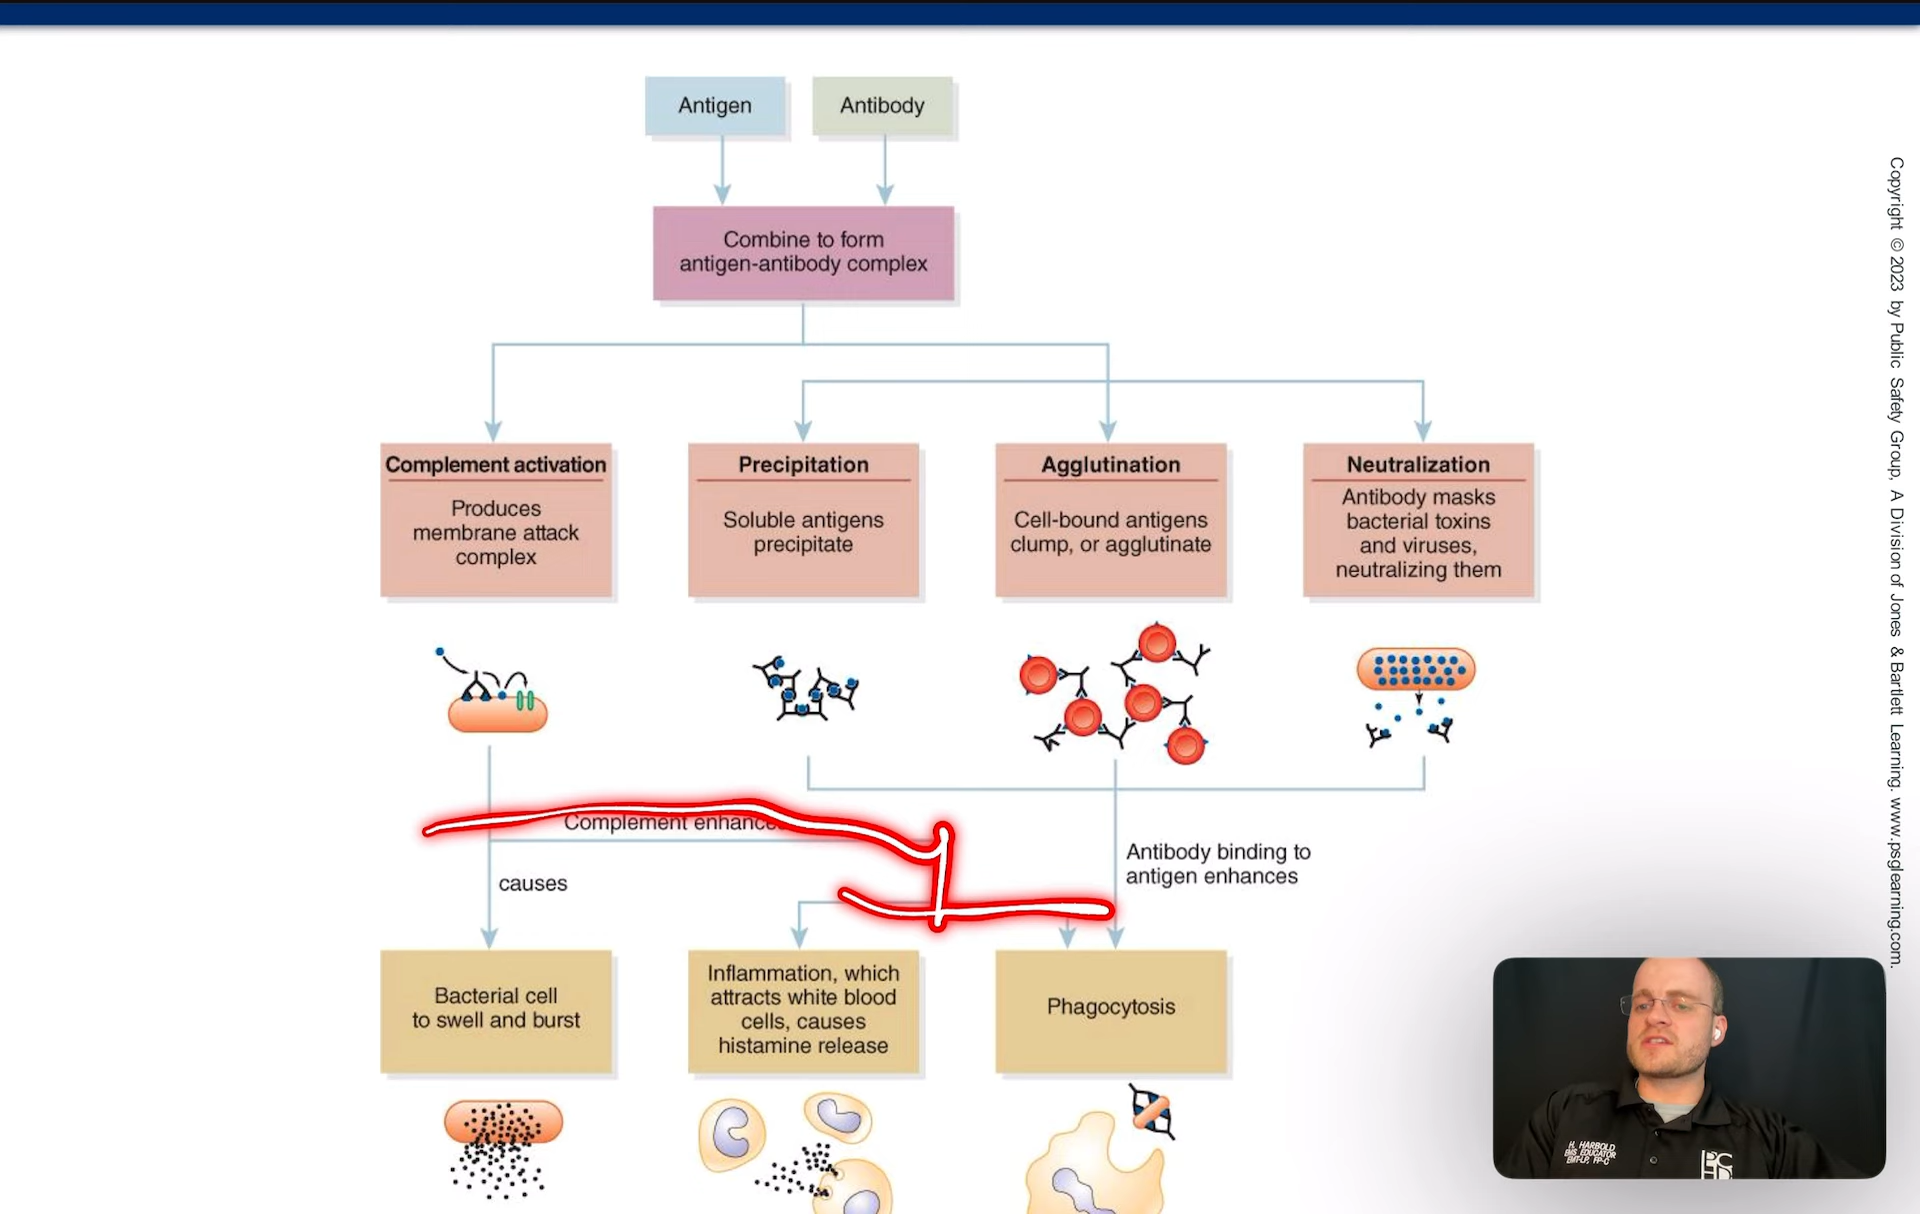 Antigen
Antibody
Combine to form
antigen-antibody complex
Complement activation
Produces
membrane attack
complex
Precipitation
Soluble antigens
precipitate
Agglutination
Cell-bound antigens
clump, or agglutinate
Neutralization
Antibody masks
bacterial toxins
and viruses,
neutralizing them
Complement enhances
causes
Antibody binding to
antigen enhances
Bacterial cell
to swell and burst
Inflammation, which
attracts white blood
cells, causes
histamine release
Phagocytosis
Copyright © 2023 by Public Safety Group, A Division of Jones & Bartlett Learning. www.psglearning.com.
H. HARBOLD
EMS EDUCATOR